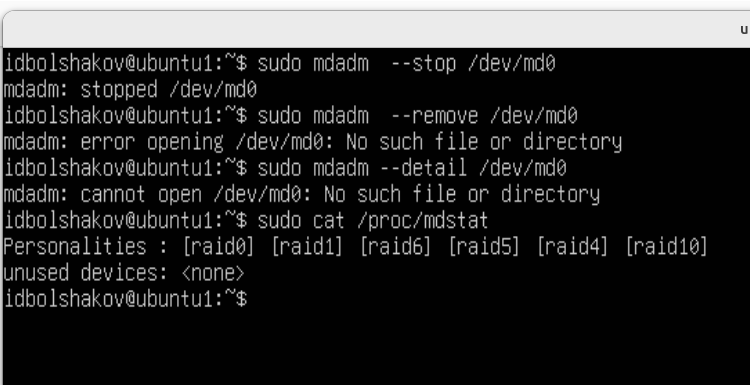 u
idbolshakov@ubuntu1:~$ sudo mdadm  --stop /dev/md0
mdadm: stopped /dev/md0
idbolshakov@ubuntu1:~$ sudo mdadm  --remove /dev/md0
mdadm: error opening /dev/md0: No such file or directory
idbolshakov@ubuntu1:~$ sudo mdadm --detail /dev/md0
mdadm: cannot open /dev/md0: No such file or directory
idbolshakov@ubuntu1:~$ sudo cat /proc/mdstat
Personalities : [raid0] [raid1] [raid6] [raid5] [raid4] [raid10]
unused devices: <none>
idbolshakov@ubuntu1:~$